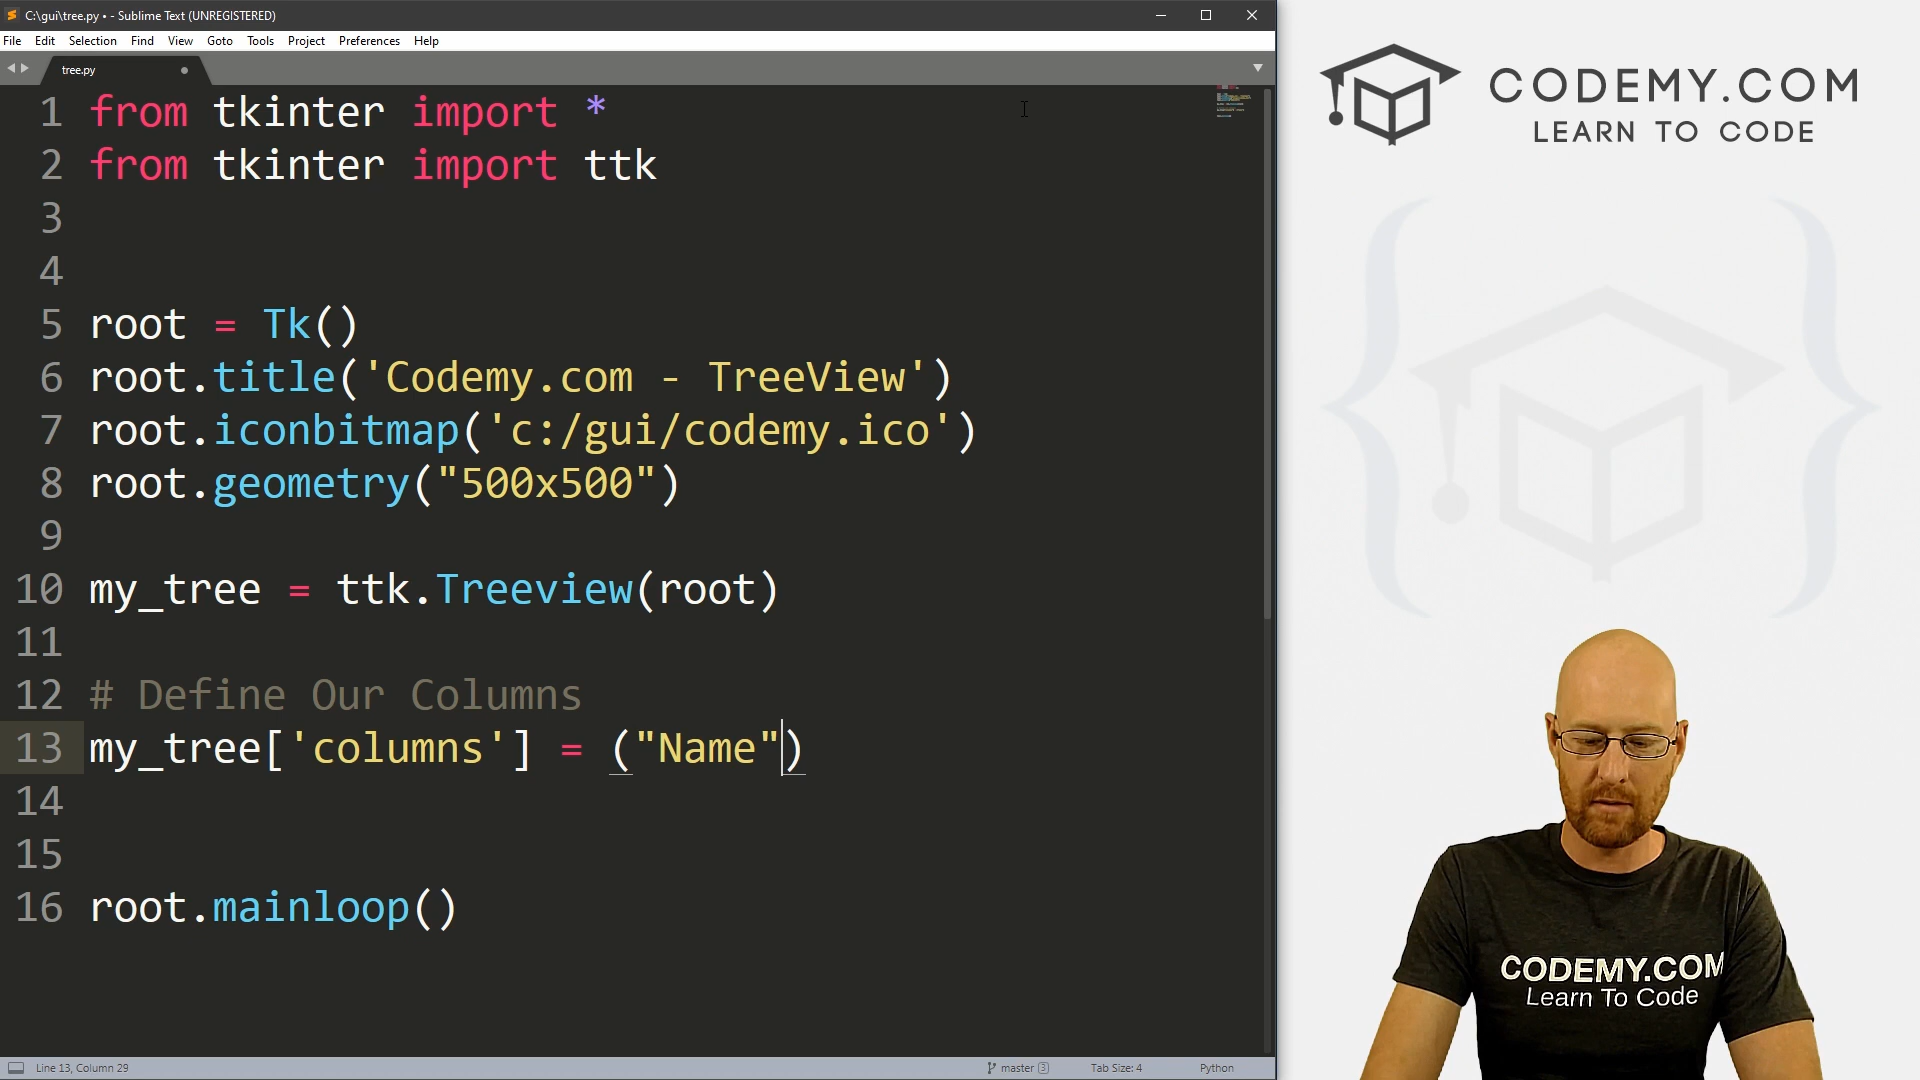 C:\gui\tree.py • - Sublime Text (UNREGISTERED)
File Edit Selection Find View Goto Tools Project Preferences Help
tree.py
1 from tkinter import *
2 from tkinter import ttk
3
4
5 root = Tk()
6 root.title('Codemy.com - TreeView')
7 root.iconbitmap('c:/gui/codemy.ico')
8 root.geometry("500x500")
9
10 my_tree = ttk.Treeview(root)
11
12 # Define Our Columns
13 my_tree['columns'] = ("Name")
14
15
16 root.mainloop()
Line 13, Column 29
master 3
Tab Size: 4
Python
CODEMY.COM
LEARN TO CODE
CODEMY.COM
Learn To Code